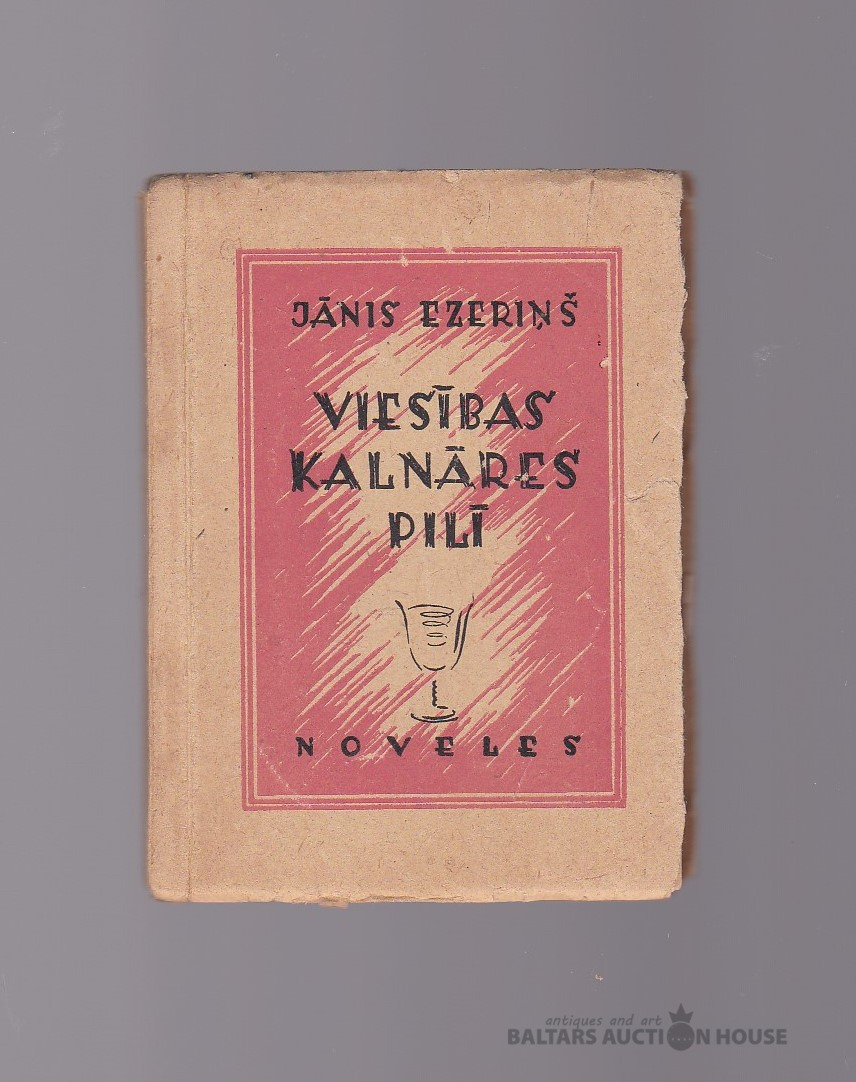 JĀNIS EZERIŅŠ
VIESĪBAS
KALNĀRES
PILĪ
NOVELES
antiques and art
BALTARS AUCTION HOUSE